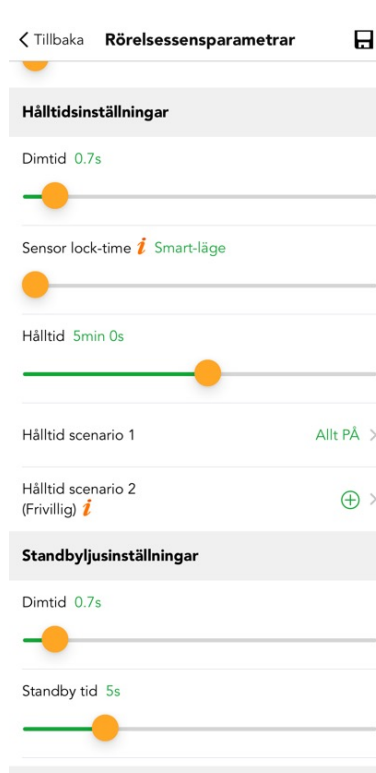 Tillbaka Rörelsessensparametrar
Hålltidsinställningar
Dimtid 0.7s
Sensor lock-time i Smart-läge
Hålltid 5min 0s
Hålltid scenario 1 Allt PÅ
Hålltid scenario 2
(Frivillig) i
Standbyljusinställningar
Dimtid 0.7s
Standby tid 5s